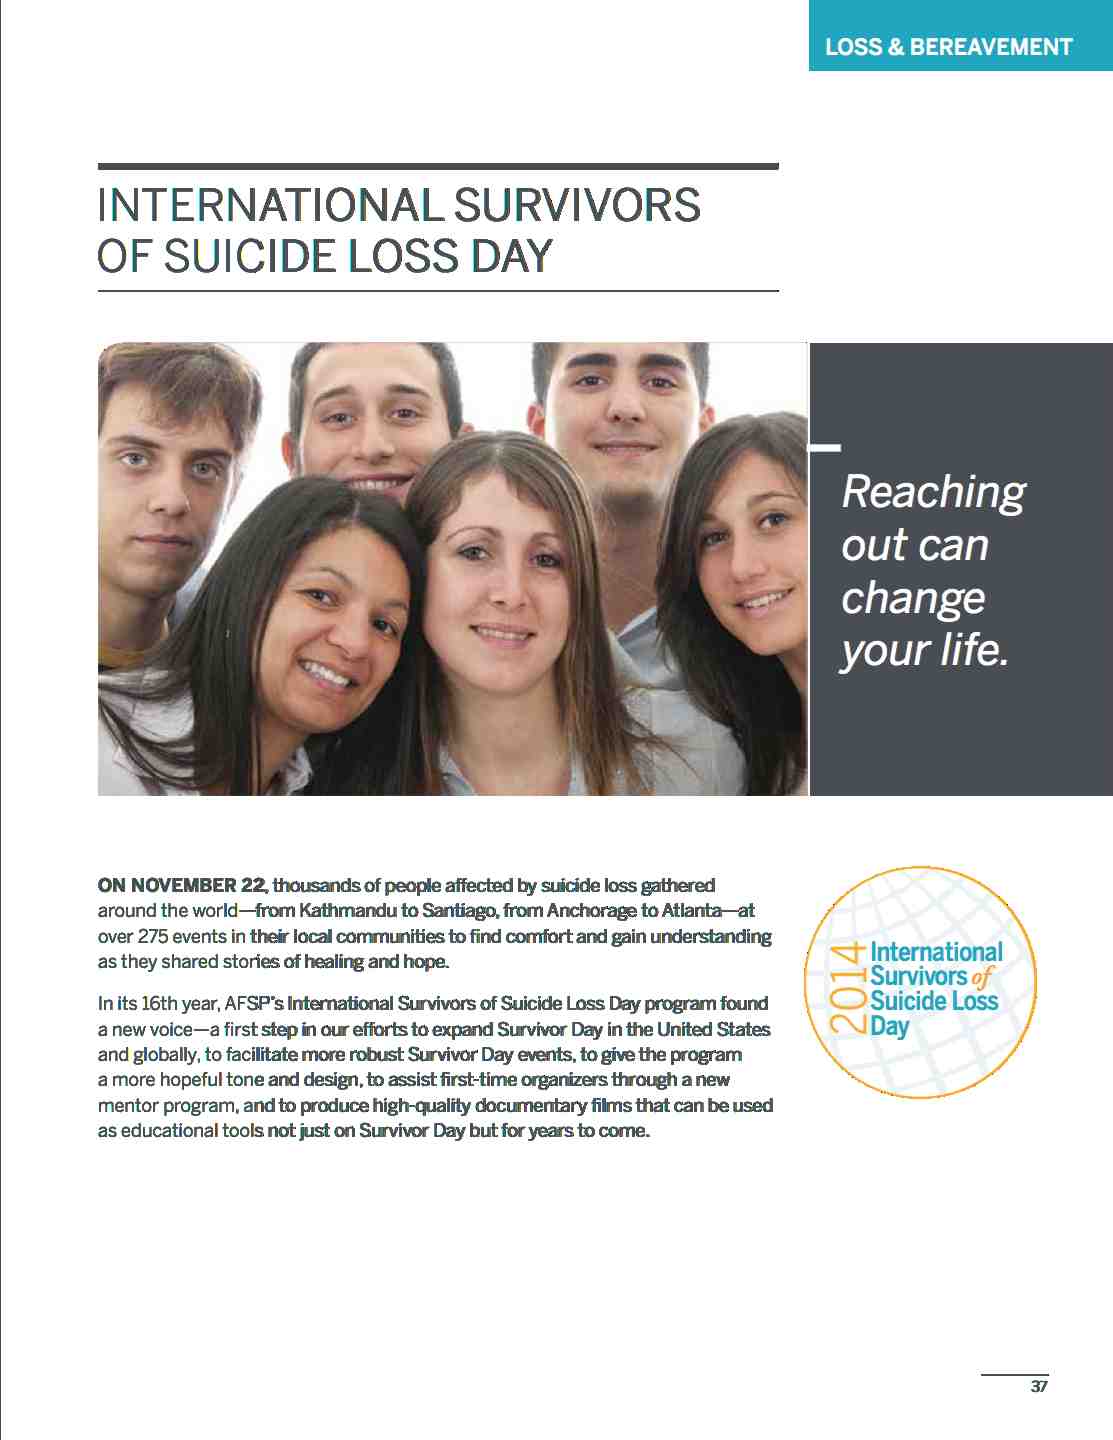 LOSS & BEREAVEMENT
INTERNATIONAL SURVIVORS
OF SUICIDE LOSS DAY
Reaching
out can
change
your life.
ON NOVEMBER 22, thousands of people affected by suicide loss gathered
around the world—from Kathmandu to Santiago, from Anchorage to Atlanta—at
over 275 events in their local communities to find comfort and gain understanding
as they shared stories of healing and hope.
In its 16th year, AFSP's International Survivors of Suicide Loss Day program found
a new voice—a first step in our efforts to expand Survivor Day in the United States
and globally, to facilitate more robust Survivor Day events, to give the program
a more hopeful tone and design, to assist first-time organizers through a new
mentor program, and to produce high-quality documentary films that can be used
as educational tools not just on Survivor Day but for years to come.
2014
International
Survivors of
Suicide Loss
Day
37